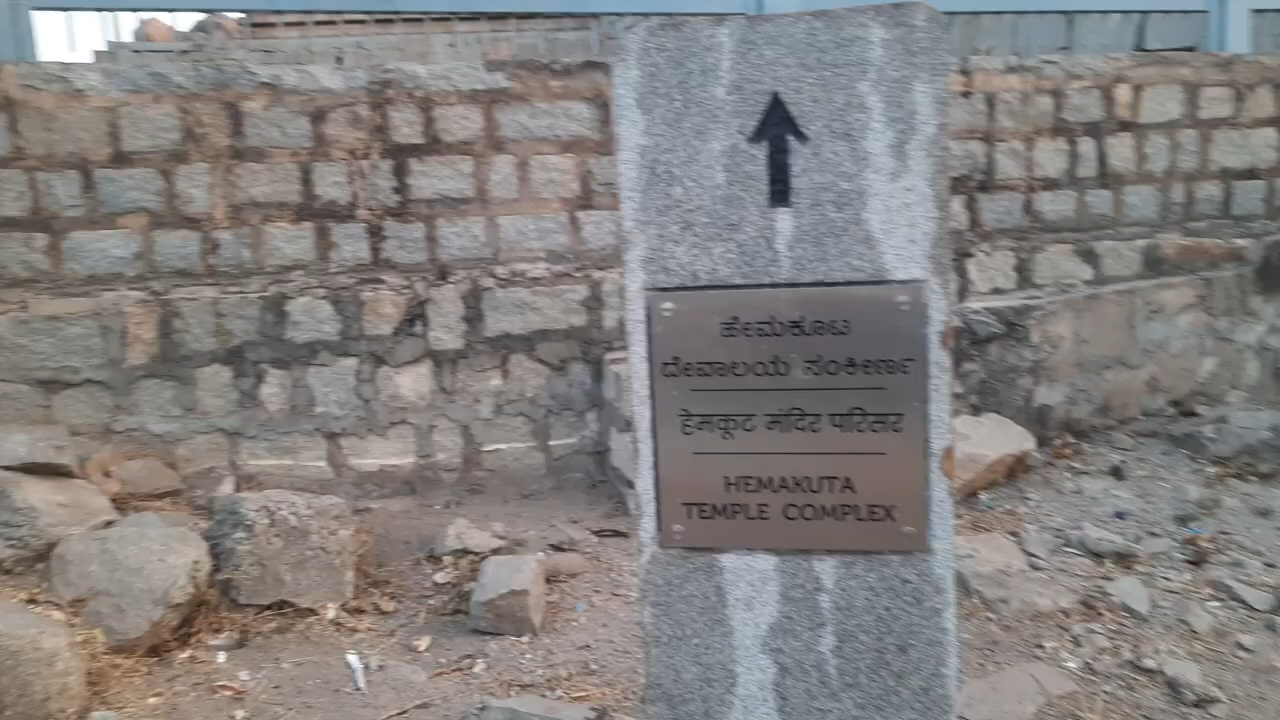 ಹೇಮಕೂಟ
ದೇವಾಲಯ ಸಂಕೀರ್ಣ
हेमकूट मंदिर परिसर
HEMAKUTA
TEMPLE COMPLEX